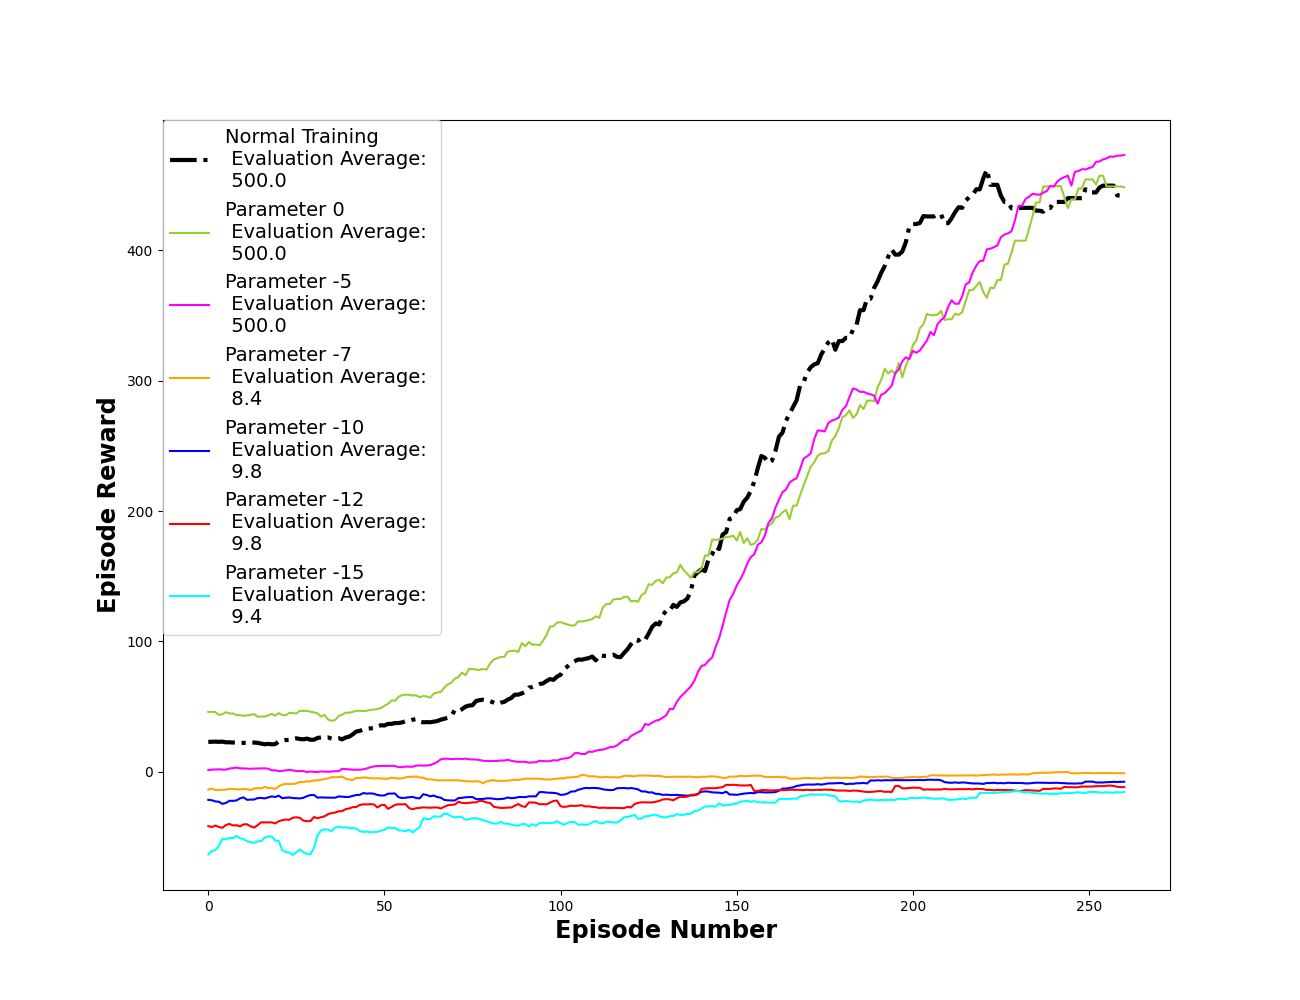 Normal Training
Evaluation Average:
500.0
Parameter 0
Evaluation Average:
500.0
Parameter -5
Evaluation Average:
500.0
Parameter -7
Evaluation Average:
8.4
Parameter -10
Evaluation Average:
9.8
Parameter -12
Evaluation Average:
9.8
Parameter -15
Evaluation Average:
9.4
400
300
200
100
0
Episode Reward
0 50 100 150 200 250
Episode Number